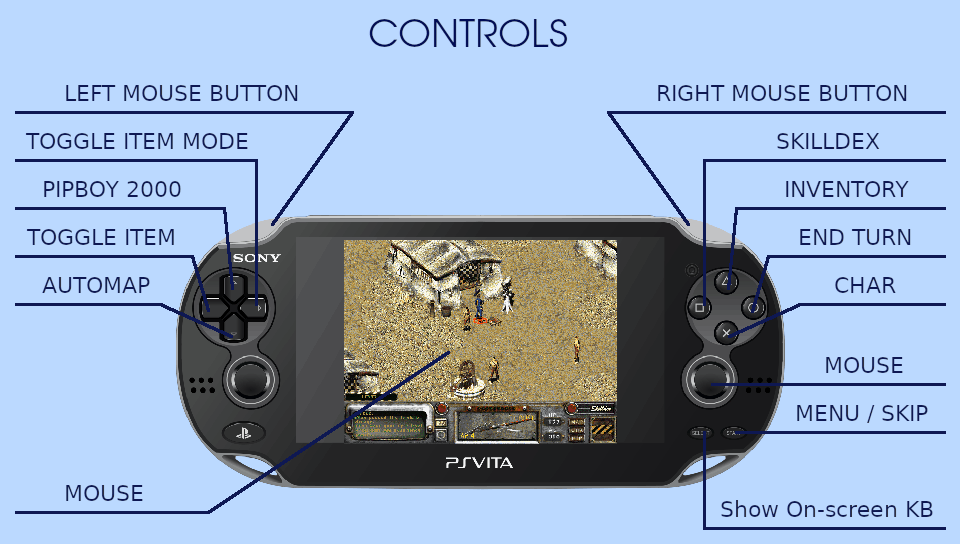 CONTROLS
LEFT MOUSE BUTTON
RIGHT MOUSE BUTTON
TOGGLE ITEM MODE
SKILLDEX
PIPBOY 2000
INVENTORY
TOGGLE ITEM
END TURN
SONY
AUTOMAP
CHAR
MOUSE
MENU / SKIP
PSVITA
MOUSE
Show On-screen KB